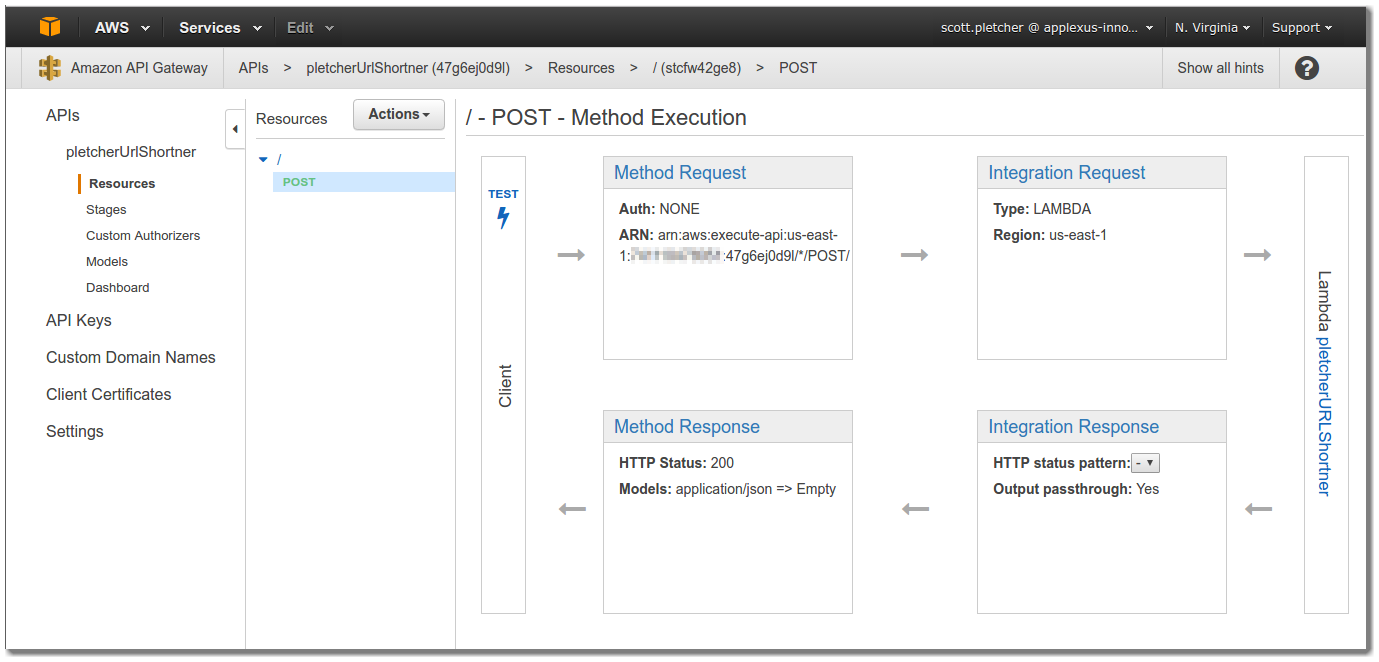 AWS Services Edit scott.pletcher @ applexus-inno... N. Virginia Support
Amazon API Gateway APIs > pletcherUrlShortner (47g6ej0d9l) > Resources > / (stcfw42ge8) > POST Show all hints ?
APIs
pletcherUrlShortner
Resources
Stages
Custom Authorizers
Models
Dashboard
API Keys
Custom Domain Names
Client Certificates
Settings
Resources Actions
/
POST
/ - POST - Method Execution
TEST
Client
Method Request
Auth: NONE
ARN: arn:aws:execute-api:us-east-
1: :47g6ej0d9l/*/POST/
Integration Request
Type: LAMBDA
Region: us-east-1
Lambda pletcherURLShortner
Method Response
HTTP Status: 200
Models: application/json => Empty
Integration Response
HTTP status pattern: -
Output passthrough: Yes